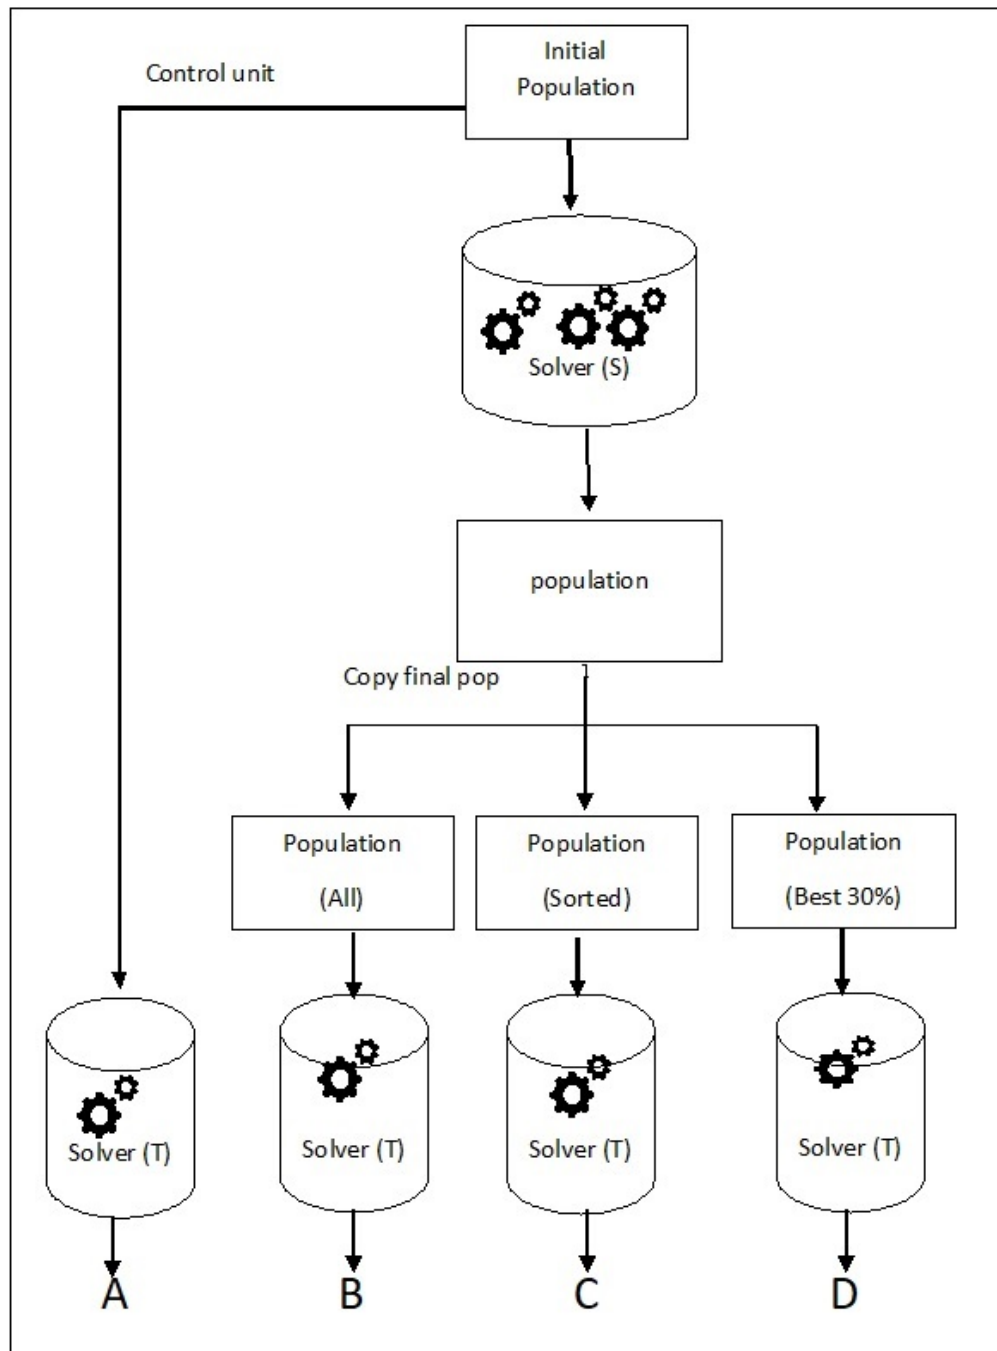 Control unit
Initial
Population
Solver (S)
population
Copy final pop
Population
(All)
Population
(Sorted)
Population
(Best 30%)
Solver (T)
Solver (T)
Solver (T)
Solver (T)
A
B
C
D